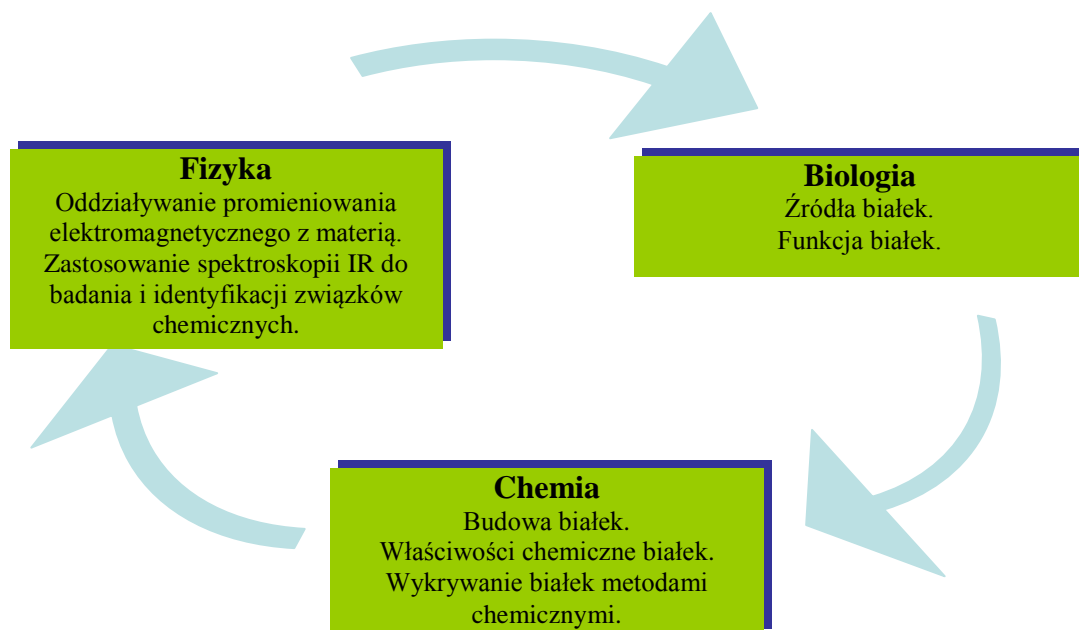 Fizyka
Oddziaływanie promieniowania
elektromagnetycznego z materią.
Zastosowanie spektroskopii IR do
badania i identyfikacji związków
chemicznych.
Biologia
Źródła białek.
Funkcja białek.
Chemia
Budowa białek.
Właściwości chemiczne białek.
Wykrywanie białek metodami
chemicznymi.